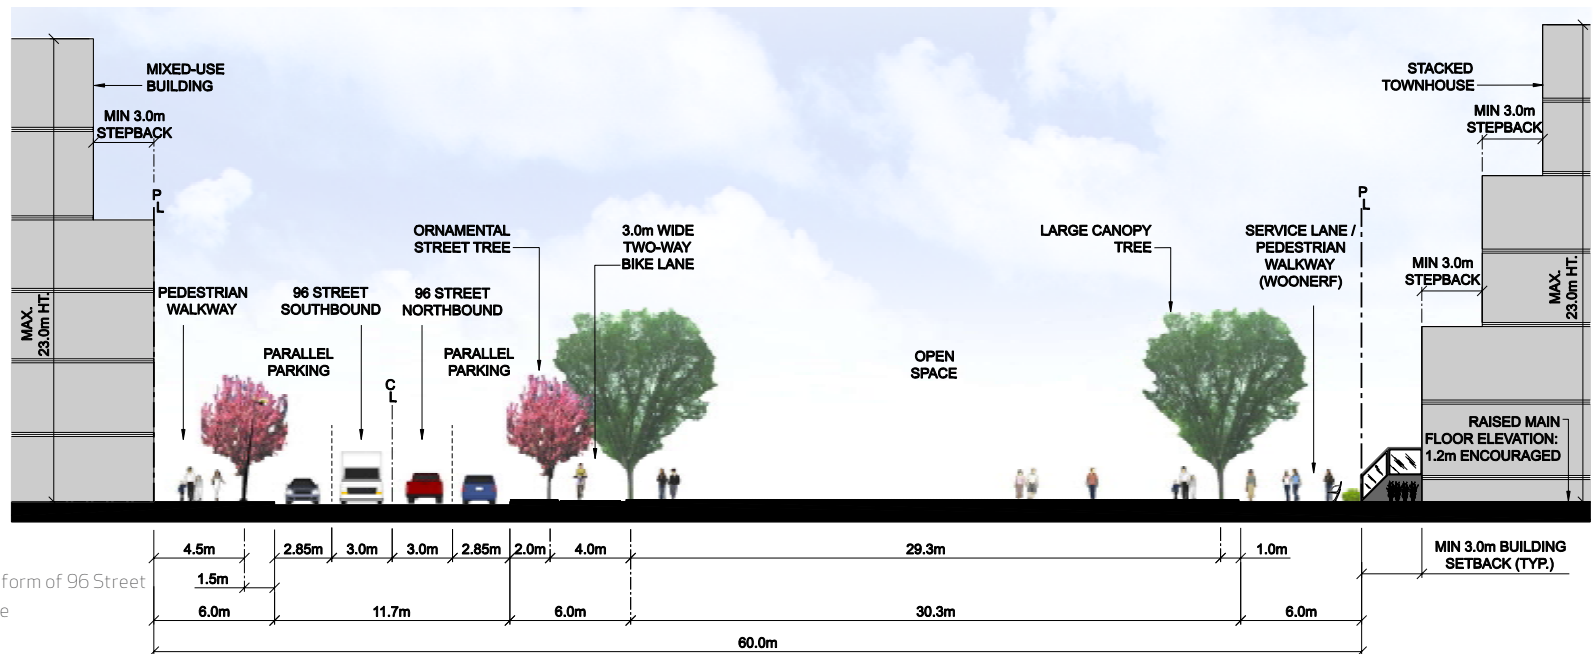 MIXED-USE
BUILDING
MIN 3.0m
STEPBACK
P
L
MAX.
23.0m HT.
PEDESTRIAN
WALKWAY
96 STREET
SOUTHBOUND
96 STREET
NORTHBOUND
PARALLEL
PARKING
C
L
PARALLEL
PARKING
ORNAMENTAL
STREET TREE
3.0m WIDE
TWO-WAY
BIKE LANE
OPEN
SPACE
LARGE CANOPY
TREE
SERVICE LANE /
PEDESTRIAN
WALKWAY
(WOONERF)
P
L
STACKED
TOWNHOUSE
MIN 3.0m
STEPBACK
MIN 3.0m
STEPBACK
MAX.
23.0m HT.
RAISED MAIN
FLOOR ELEVATION:
1.2m ENCOURAGED
4.5m
2.85m
3.0m
3.0m
2.85m
2.0m
4.0m
29.3m
1.0m
MIN 3.0m BUILDING
SETBACK (TYP.)
1.5m
form of 96 Street
e
6.0m
11.7m
6.0m
30.3m
6.0m
60.0m